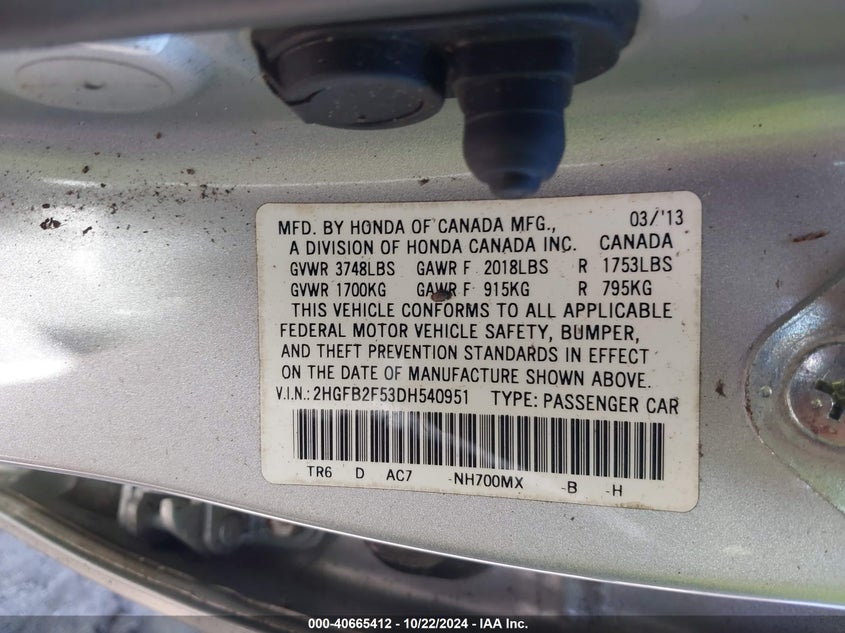 MFD. BY HONDA OF CANADA MFG., 03/'13
A DIVISION OF HONDA CANADA INC. CANADA
GVWR 3748LBS GAWR F 2018LBS R 1753LBS
GVWR 1700KG GAWR F 915KG R 795KG
THIS VEHICLE CONFORMS TO ALL APPLICABLE
FEDERAL MOTOR VEHICLE SAFETY, BUMPER,
AND THEFT PREVENTION STANDARDS IN EFFECT
ON THE DATE OF MANUFACTURE SHOWN ABOVE.
V.I.N.: 2HGFB2F53DH540951 TYPE: PASSENGER CAR
TR6 D AC7 -NH700MX -B -H
000-40665412 - 10/22/2024 - IAA Inc.